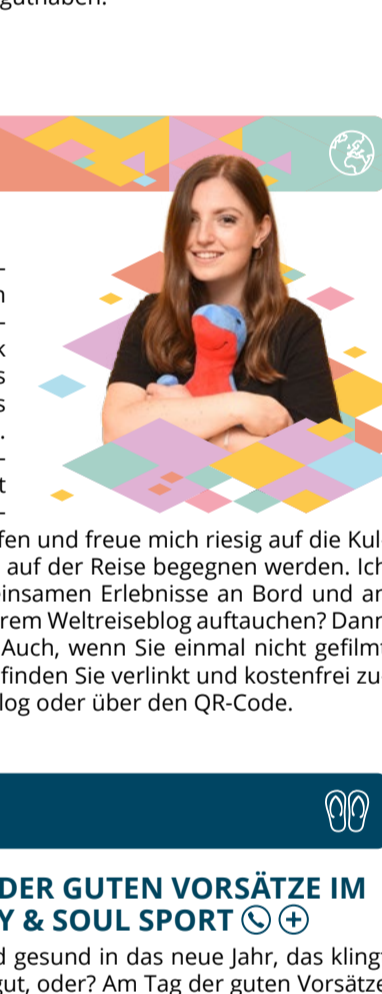 guthaben.
-
n
-
k
s
s
.
-
t
-
fen und freue mich riesig auf die Kul-
auf der Reise begegnen werden. Ich
einsamen Erlebnisse an Bord und an
rem Weltreiseblog auftauchen? Dann
Auch, wenn Sie einmal nicht gefilmt
finden Sie verlinkt und kostenfrei zu-
log oder über den QR-Code.
DER GUTEN VORSÄTZE IM
Y & SOUL SPORT
d gesund in das neue Jahr, das klingt
gut, oder? Am Tag der guten Vorsätze